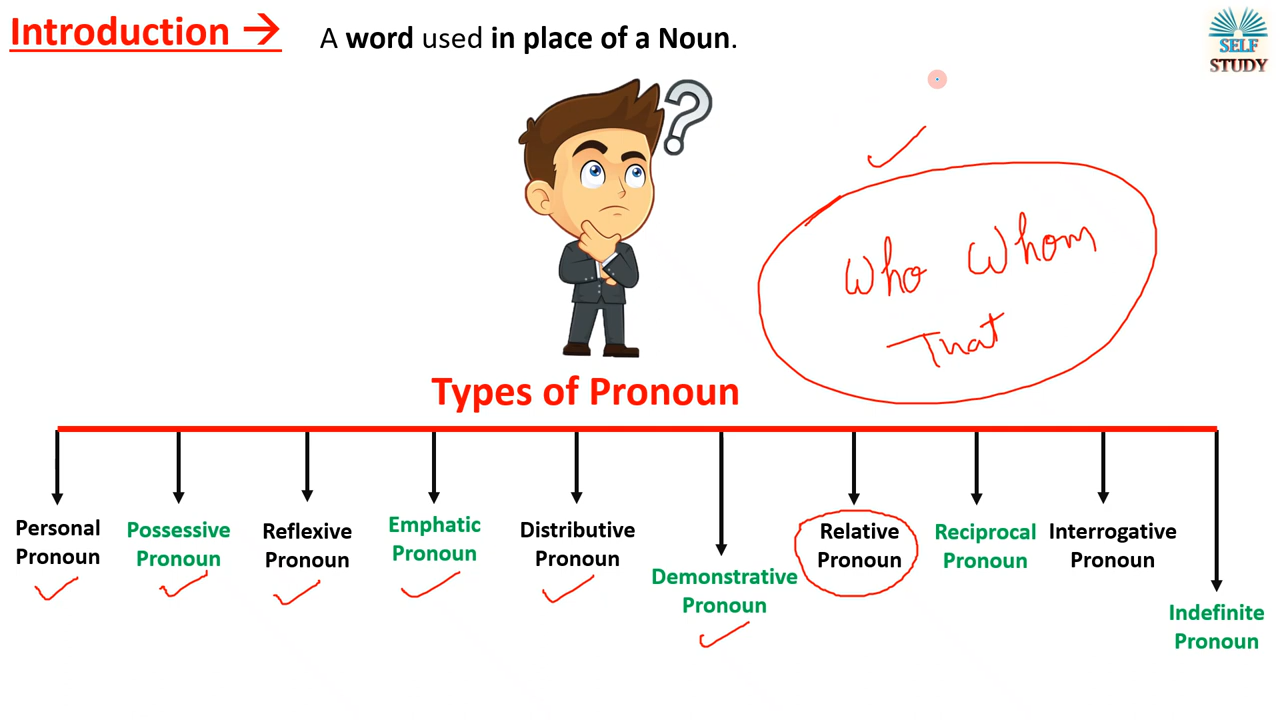 Introduction →
A word used in place of a Noun.
SELF
STUDY
?
Who Whom
That
Types of Pronoun
Personal
Pronoun
Possessive
Pronoun
Reflexive
Pronoun
Emphatic
Pronoun
Distributive
Pronoun
Demonstrative
Pronoun
Relative
Pronoun
Reciprocal
Pronoun
Interrogative
Pronoun
Indefinite
Pronoun